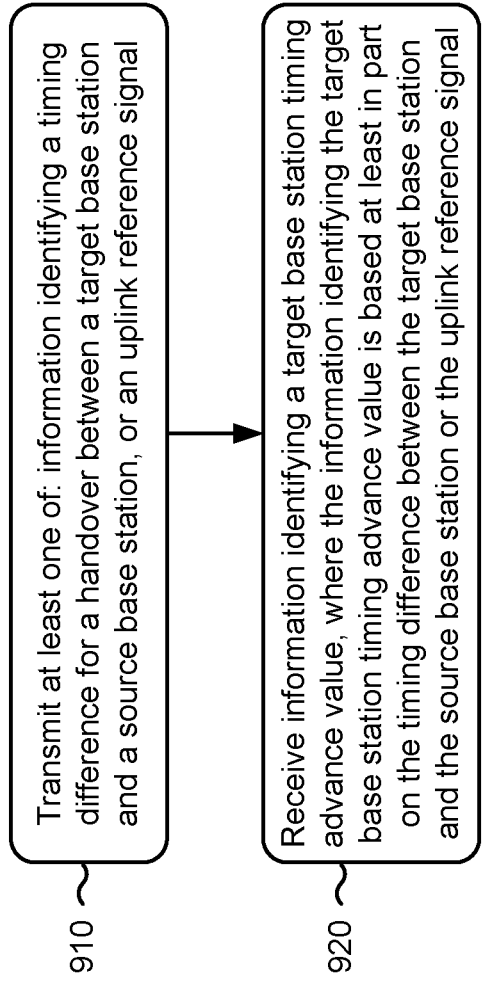 910
Transmit at least one of: information identifying a timing
difference for a handover between a target base station
and a source base station, or an uplink reference signal
920
Receive information identifying a target base station timing
advance value, where the information identifying the target
base station timing advance value is based at least in part
on the timing difference between the target base station
and the source base station or the uplink reference signal